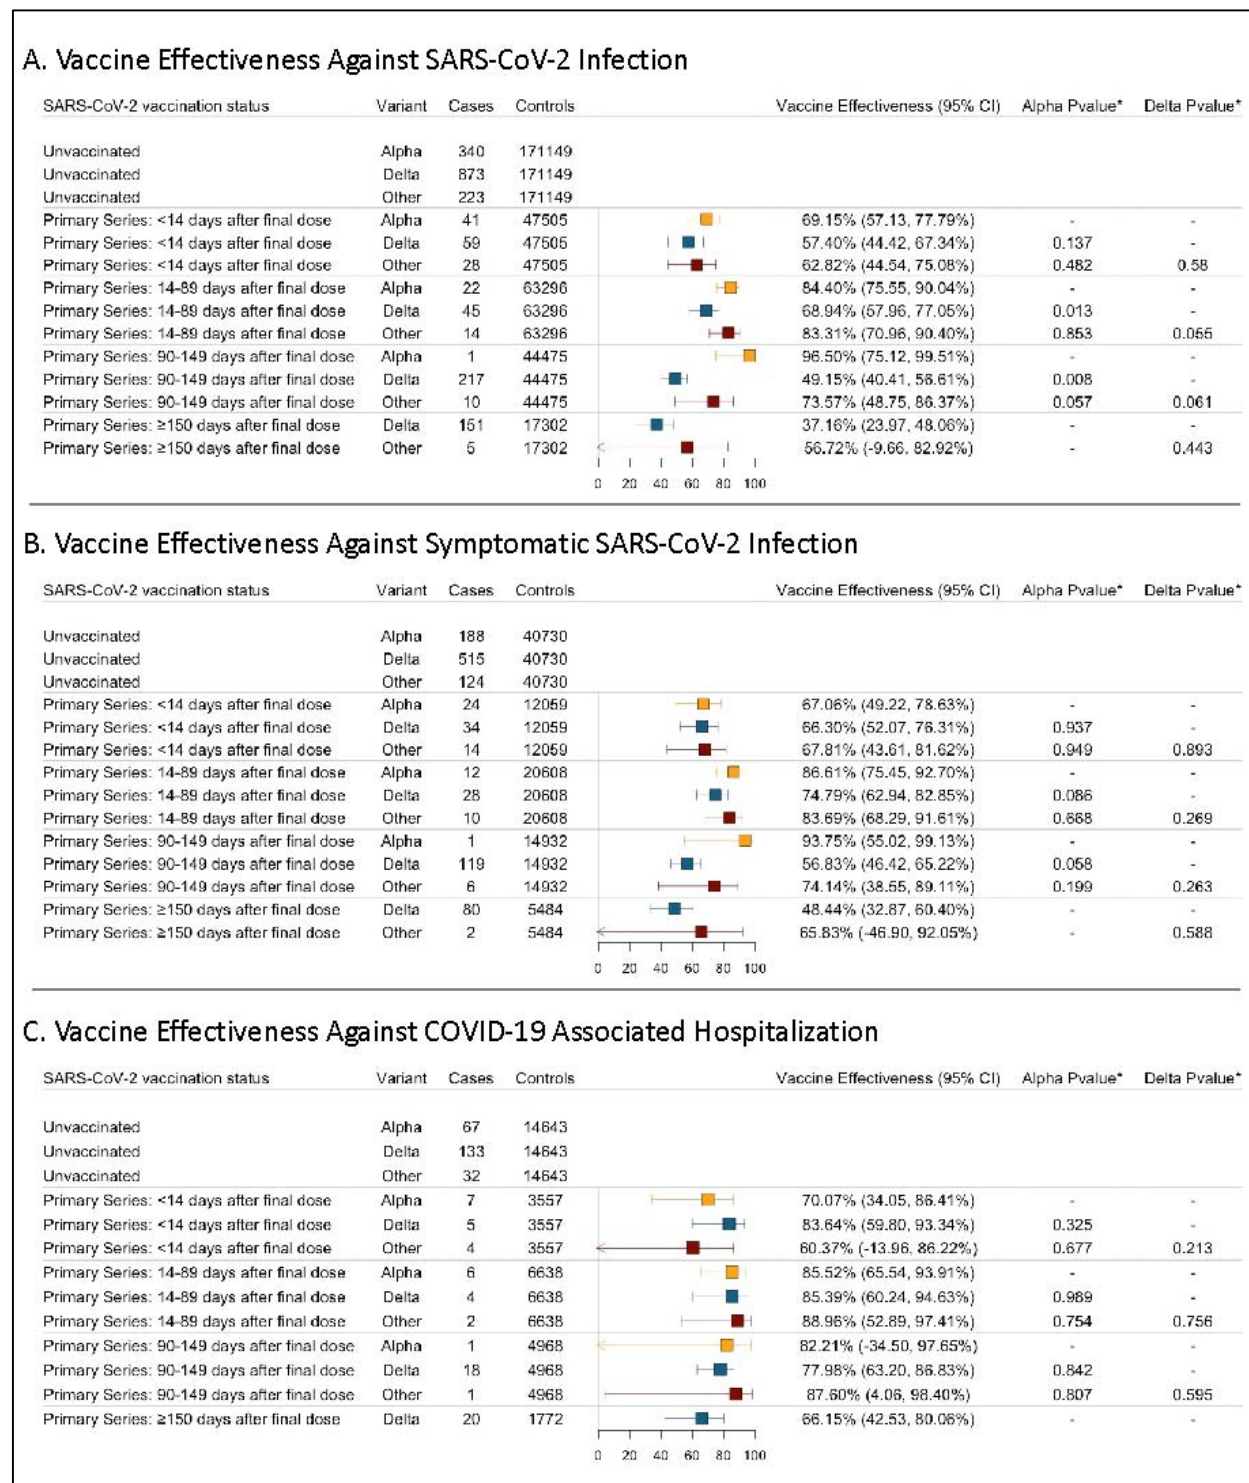 A. Vaccine Effectiveness Against SARS-CoV-2 Infection
SARS-CoV-2 vaccination status Variant Cases Controls Vaccine Effectiveness (95% CI) Alpha Pvalue* Delta Pvalue*
Unvaccinated Alpha 340 171149
Unvaccinated Delta 873 171149
Unvaccinated Other 223 171149
Primary Series: <14 days after final dose Alpha 41 47505 69.15% (57.13, 77.79%) - -
Primary Series: <14 days after final dose Delta 59 47505 57.40% (44.42, 67.34%) 0.137 -
Primary Series: <14 days after final dose Other 28 47505 62.82% (44.54, 75.08%) 0.482 0.58
Primary Series: 14-89 days after final dose Alpha 22 63296 84.40% (75.55, 90.04%) - -
Primary Series: 14-89 days after final dose Delta 45 63296 68.94% (57.96, 77.05%) 0.013 -
Primary Series: 14-89 days after final dose Other 14 63296 83.31% (70.96, 90.40%) 0.853 0.055
Primary Series: 90-149 days after final dose Alpha 1 44475 96.50% (75.12, 99.51%) - -
Primary Series: 90-149 days after final dose Delta 217 44475 49.15% (40.41, 56.61%) 0.008 -
Primary Series: 90-149 days after final dose Other 10 44475 73.57% (48.75, 86.37%) 0.057 0.061
Primary Series: ≥150 days after final dose Delta 151 17302 37.16% (23.97, 48.06%) - -
Primary Series: ≥150 days after final dose Other 5 17302 56.72% (-9.66, 82.92%) - 0.443
0 20 40 60 80 100
B. Vaccine Effectiveness Against Symptomatic SARS-CoV-2 Infection
SARS-CoV-2 vaccination status Variant Cases Controls Vaccine Effectiveness (95% CI) Alpha Pvalue* Delta Pvalue*
Unvaccinated Alpha 188 40730
Unvaccinated Delta 515 40730
Unvaccinated Other 124 40730
Primary Series: <14 days after final dose Alpha 24 12059 67.06% (49.22, 78.63%) - -
Primary Series: <14 days after final dose Delta 34 12059 66.30% (52.07, 76.31%) 0.937 -
Primary Series: <14 days after final dose Other 14 12059 67.81% (43.61, 81.62%) 0.949 0.893
Primary Series: 14-89 days after final dose Alpha 12 20608 86.61% (75.45, 92.70%) - -
Primary Series: 14-89 days after final dose Delta 28 20608 74.79% (62.94, 82.85%) 0.086 -
Primary Series: 14-89 days after final dose Other 10 20608 83.69% (68.29, 91.61%) 0.668 0.269
Primary Series: 90-149 days after final dose Alpha 1 14932 93.75% (55.02, 99.13%) - -
Primary Series: 90-149 days after final dose Delta 119 14932 56.83% (46.42, 65.22%) 0.058 -
Primary Series: 90-149 days after final dose Other 6 14932 74.14% (38.55, 89.11%) 0.199 0.263
Primary Series: ≥150 days after final dose Delta 80 5484 48.44% (32.87, 60.40%) - -
Primary Series: ≥150 days after final dose Other 2 5484 65.83% (-46.90, 92.05%) - 0.588
0 20 40 60 80 100
C. Vaccine Effectiveness Against COVID-19 Associated Hospitalization
SARS-CoV-2 vaccination status Variant Cases Controls Vaccine Effectiveness (95% CI) Alpha Pvalue* Delta Pvalue*
Unvaccinated Alpha 67 14643
Unvaccinated Delta 133 14643
Unvaccinated Other 32 14643
Primary Series: <14 days after final dose Alpha 7 3557 70.07% (34.05, 86.41%) - -
Primary Series: <14 days after final dose Delta 5 3557 83.64% (59.80, 93.34%) 0.325 -
Primary Series: <14 days after final dose Other 4 3557 60.37% (-13.96, 86.22%) 0.677 0.213
Primary Series: 14-89 days after final dose Alpha 6 6638 85.52% (65.54, 93.91%) - -
Primary Series: 14-89 days after final dose Delta 4 6638 85.39% (60.24, 94.63%) 0.989 -
Primary Series: 14-89 days after final dose Other 2 6638 88.96% (52.89, 97.41%) 0.754 0.756
Primary Series: 90-149 days after final dose Alpha 1 4968 82.21% (-34.50, 97.65%) - -
Primary Series: 90-149 days after final dose Delta 18 4968 77.98% (63.20, 86.83%) 0.842 -
Primary Series: 90-149 days after final dose Other 1 4968 87.60% (4.06, 98.40%) 0.807 0.595
Primary Series: ≥150 days after final dose Delta 20 1772 66.15% (42.53, 80.06%) - -
0 20 40 60 80 100